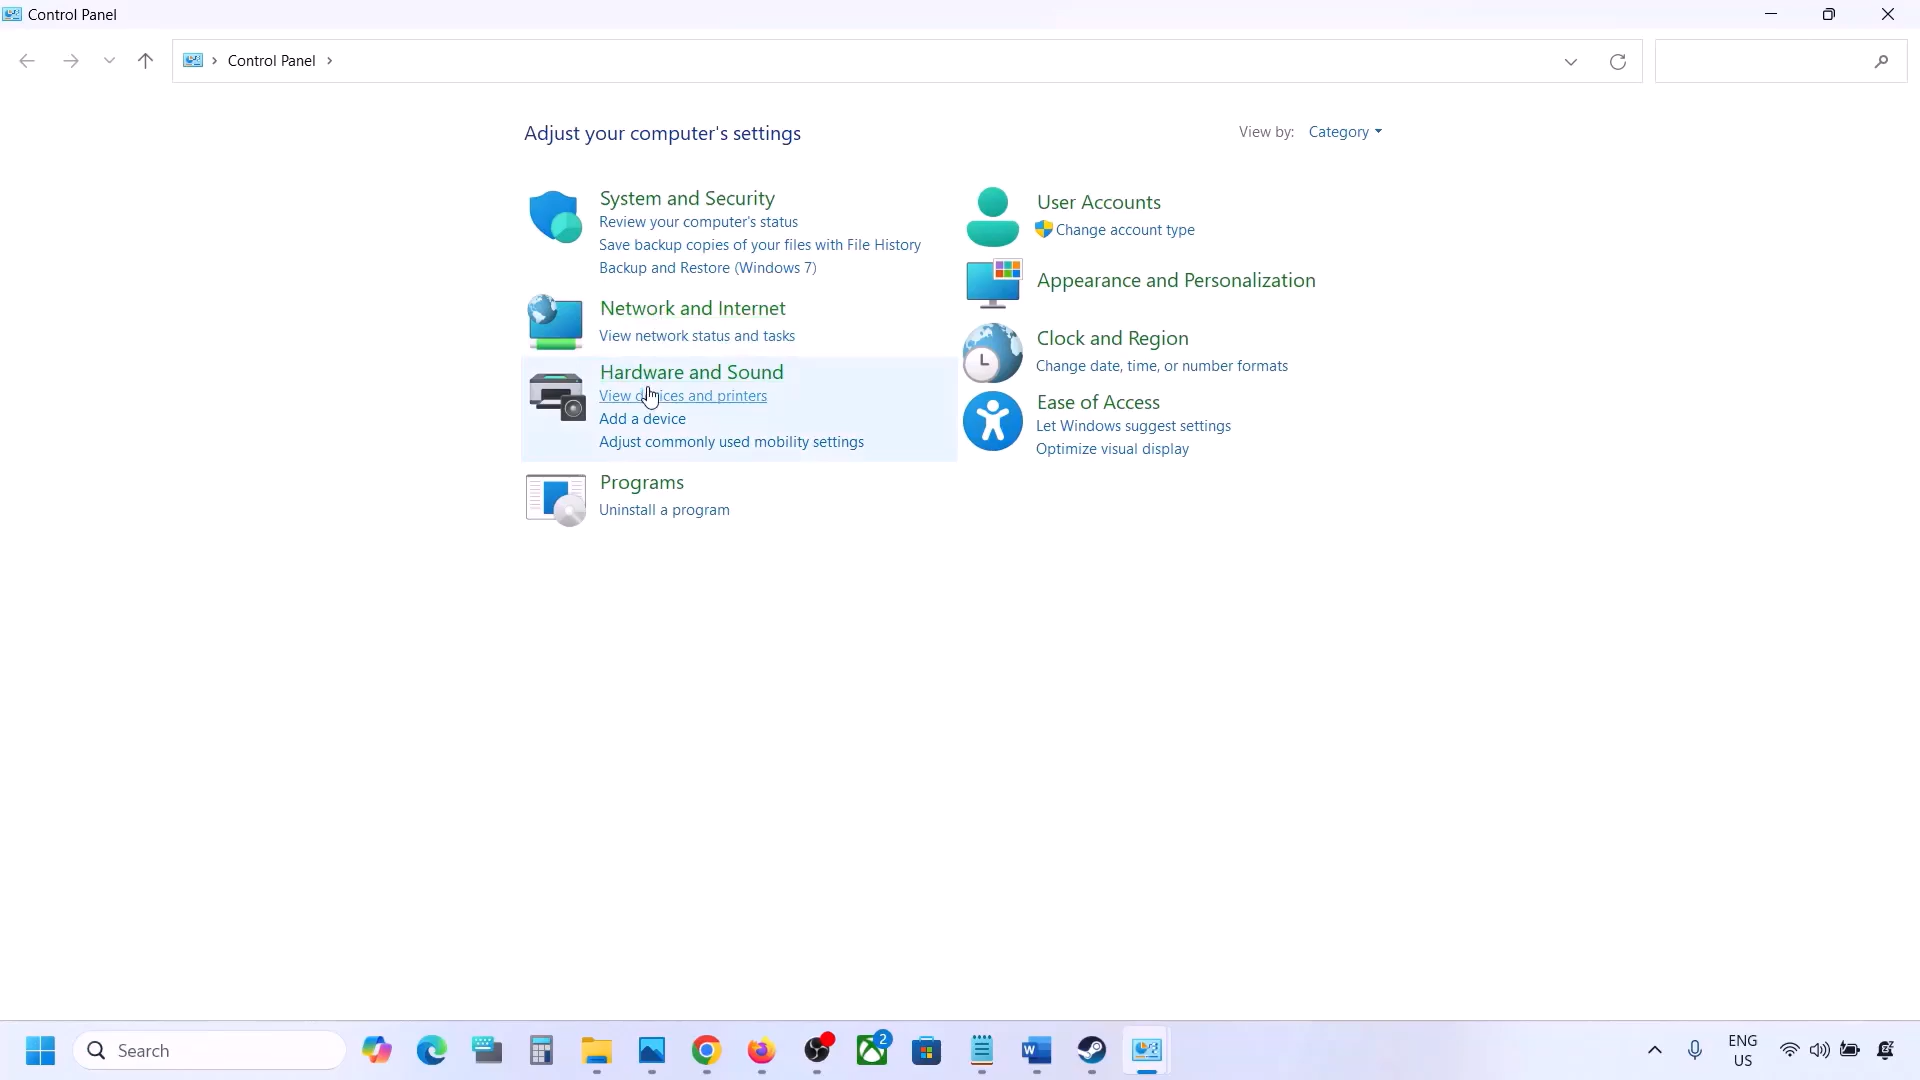 Control Panel
Control Panel
Adjust your computer's settings
View by: Category
System and Security
Review your computer's status
Save backup copies of your files with File History
Backup and Restore (Windows 7)
Network and Internet
View network status and tasks
Hardware and Sound
View devices and printers
Add a device
Adjust commonly used mobility settings
Programs
Uninstall a program
User Accounts
Change account type
Appearance and Personalization
Clock and Region
Change date, time, or number formats
Ease of Access
Let Windows suggest settings
Optimize visual display
Search
2
ENG
US